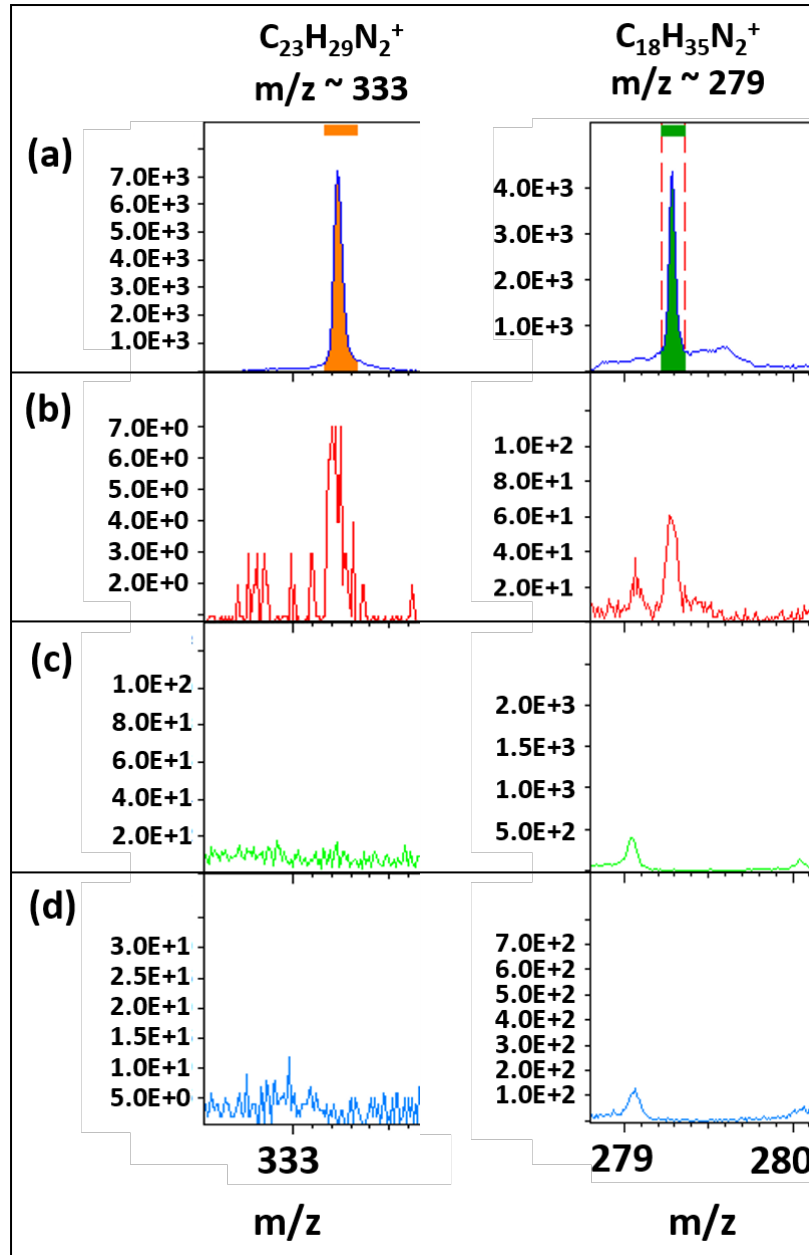 C₂₃H₂₉N₂⁺ C₁₈H₃₅N₂⁺
m/z ~ 333 m/z ~ 279
(a)
7.0E+3
6.0E+3
5.0E+3
4.0E+3
3.0E+3
2.0E+3
1.0E+3
4.0E+3
3.0E+3
2.0E+3
1.0E+3
(b)
7.0E+0
6.0E+0
5.0E+0
4.0E+0
3.0E+0
2.0E+0
1.0E+2
8.0E+1
6.0E+1
4.0E+1
2.0E+1
(c)
1.0E+2
8.0E+1
6.0E+1
4.0E+1
2.0E+1
2.0E+3
1.5E+3
1.0E+3
5.0E+2
(d)
3.0E+1
2.5E+1
2.0E+1
1.5E+1
1.0E+1
5.0E+0
7.0E+2
6.0E+2
5.0E+2
4.0E+2
3.0E+2
2.0E+2
1.0E+2
333 279 280
m/z m/z